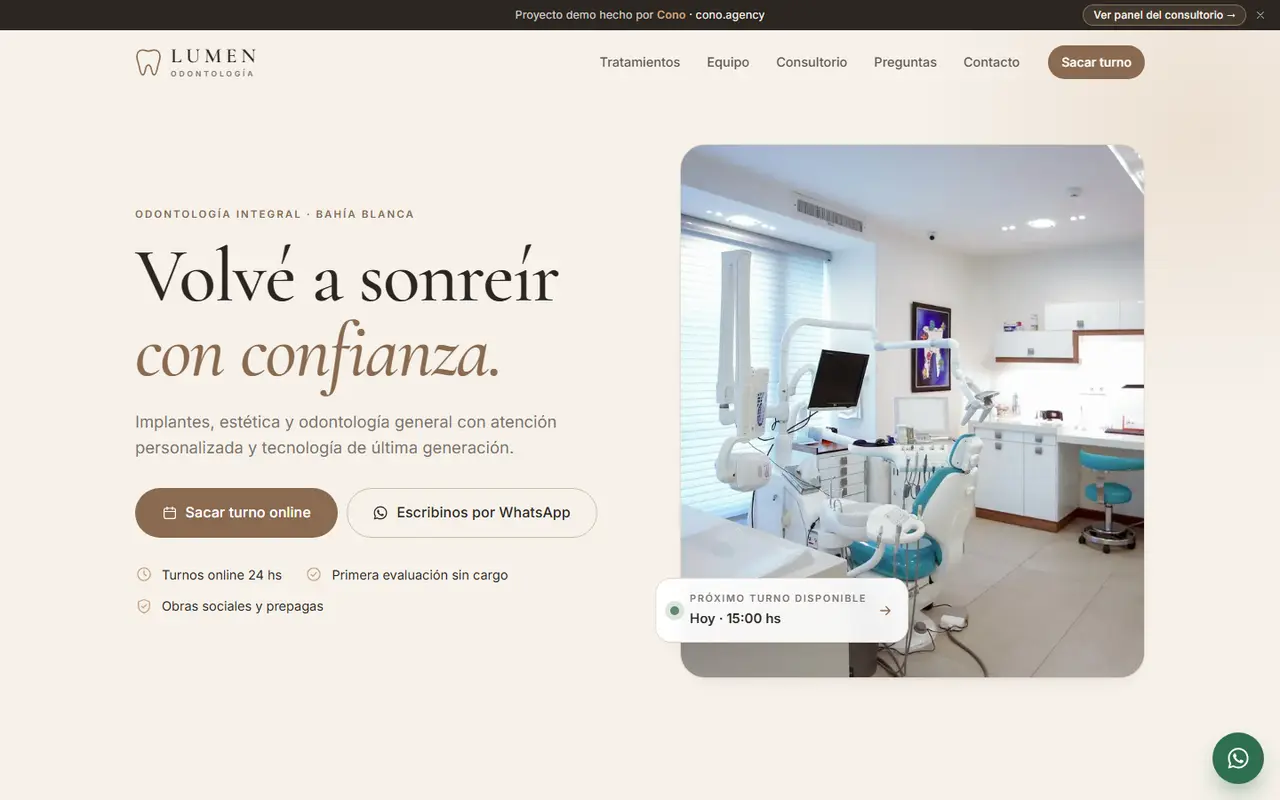 Proyecto demo hecho por Cono · cono.agency
Ver panel del consultorio →
LUMEN
ODONTOLOGÍA
Tratamientos
Equipo
Consultorio
Preguntas
Contacto
Sacar turno
ODONTOLOGÍA INTEGRAL · BAHÍA BLANCA
Volvé a sonreír
con confianza.
Implantes, estética y odontología general con atención
personalizada y tecnología de última generación.
Sacar turno online
Escribinos por WhatsApp
Turnos online 24 hs
Primera evaluación sin cargo
Obras sociales y prepagas
PRÓXIMO TURNO DISPONIBLE
Hoy · 15:00 hs